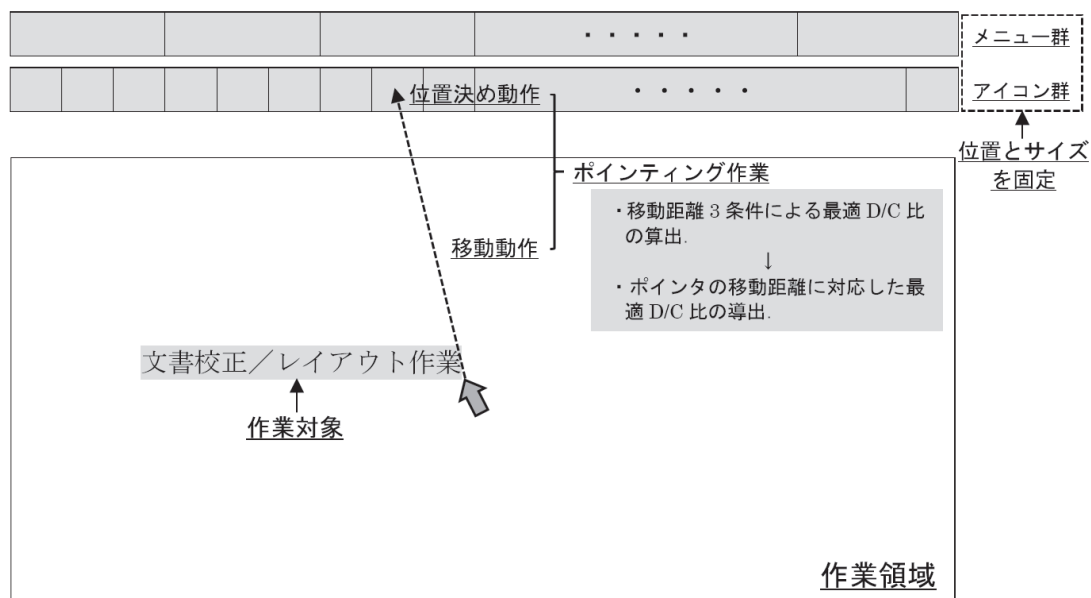 ・・・・・
メニュー群
位置決め動作
・・・・・
アイコン群
位置とサイズ
を固定
ポインティング作業
・移動距離 3 条件による最適 D/C 比
の算出.
↓
・ポインタの移動距離に対応した最
適 D/C 比の導出.
移動動作
文書校正／レイアウト作業
作業対象
作業領域